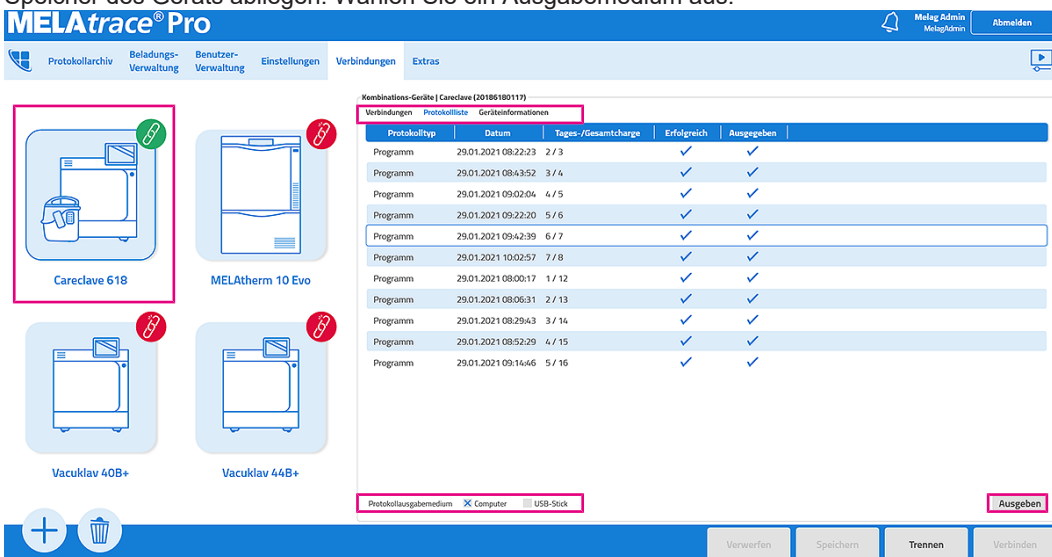 Speicher des Geräts abliegen. Wählen Sie ein Ausgabemedium aus.
MELAtrace® Pro
Melag Admin
MelagAdmin
Abmelden
Protokollarchiv
Beladungs-
Verwaltung
Benutzer-
Verwaltung
Einstellungen
Verbindungen
Extras
Kombinations-Geräte | Careclave (20186180117)
Verbindungen Protokollliste Geräteinformationen
Protokolltyp Datum Tages-/Gesamtcharge Erfolgreich Ausgegeben
Programm 29.01.2021 08:22:23 2 / 3 ✓ ✓
Programm 29.01.2021 08:43:52 3 / 4 ✓ ✓
Programm 29.01.2021 09:02:04 4 / 5 ✓ ✓
Programm 29.01.2021 09:22:20 5 / 6 ✓ ✓
Programm 29.01.2021 09:42:39 6 / 7 ✓ ✓
Programm 29.01.2021 10:02:57 7 / 8 ✓ ✓
Programm 29.01.2021 08:00:17 1 / 12 ✓ ✓
Programm 29.01.2021 08:06:31 2 / 13 ✓ ✓
Programm 29.01.2021 08:29:43 3 / 14 ✓ ✓
Programm 29.01.2021 08:52:29 4 / 15 ✓ ✓
Programm 29.01.2021 09:14:46 5 / 16 ✓ ✓
Careclave 618
MELAtherm 10 Evo
Vacuklav 40B+
Vacuklav 44B+
Protokollausgabemedium Computer USB-Stick
Ausgeben
Verwerfen
Speichern
Trennen
Verbinden